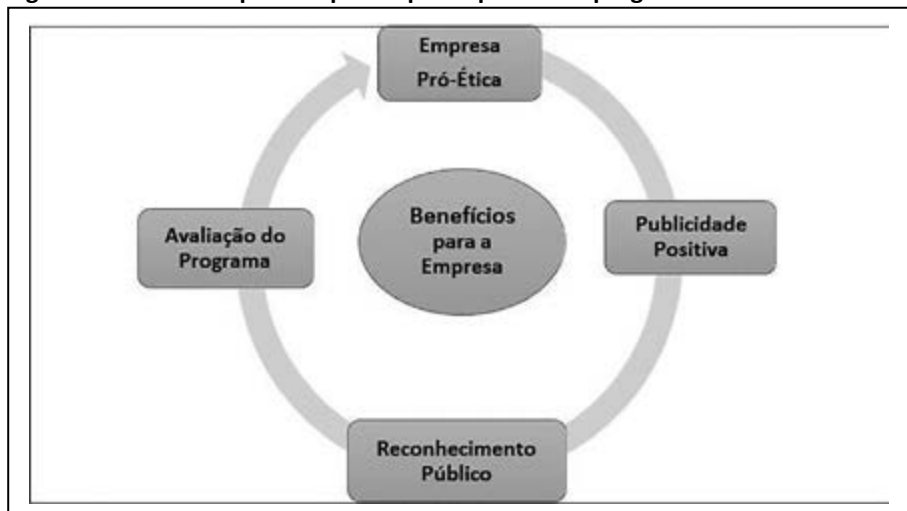 Empresa
Pró-Ética
Benefícios
para a
Empresa
Publicidade
Positiva
Avaliação do
Programa
Reconhecimento
Público